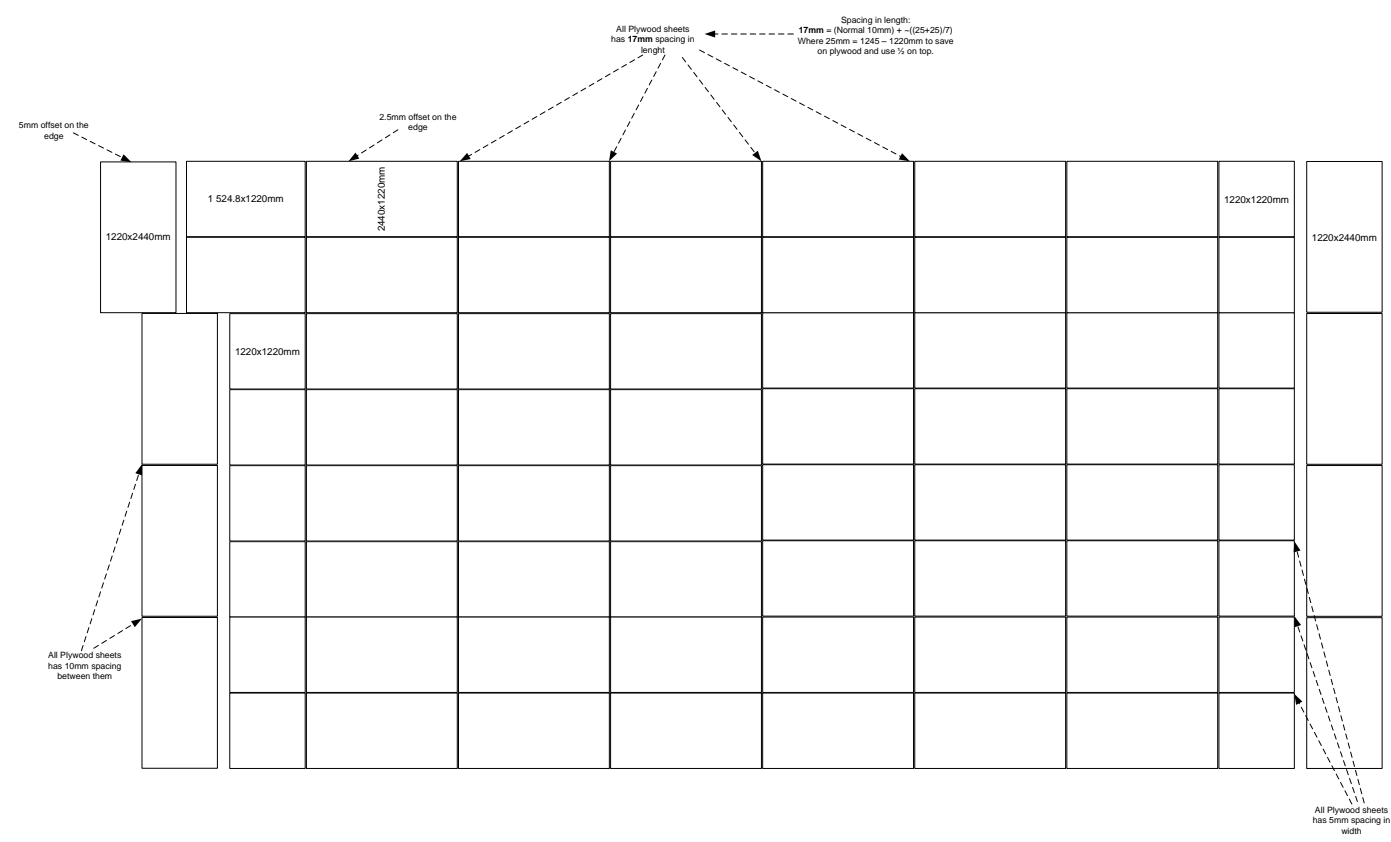 Spacing in length:
17mm = (Normal 10mm) + ~((25+25)/7)
Where 25mm = 1245 – 1220mm to save
on plywood and use ½ on top.
All Plywood sheets
has 17mm spacing in
lenght
5mm offset on the
edge
2.5mm offset on the
edge
1 524.8x1220mm
2440x1220mm
1220x1220mm
1220x2440mm
1220x2440mm
1220x1220mm
All Plywood sheets
has 10mm spacing
between them
All Plywood sheets
has 5mm spacing in
width